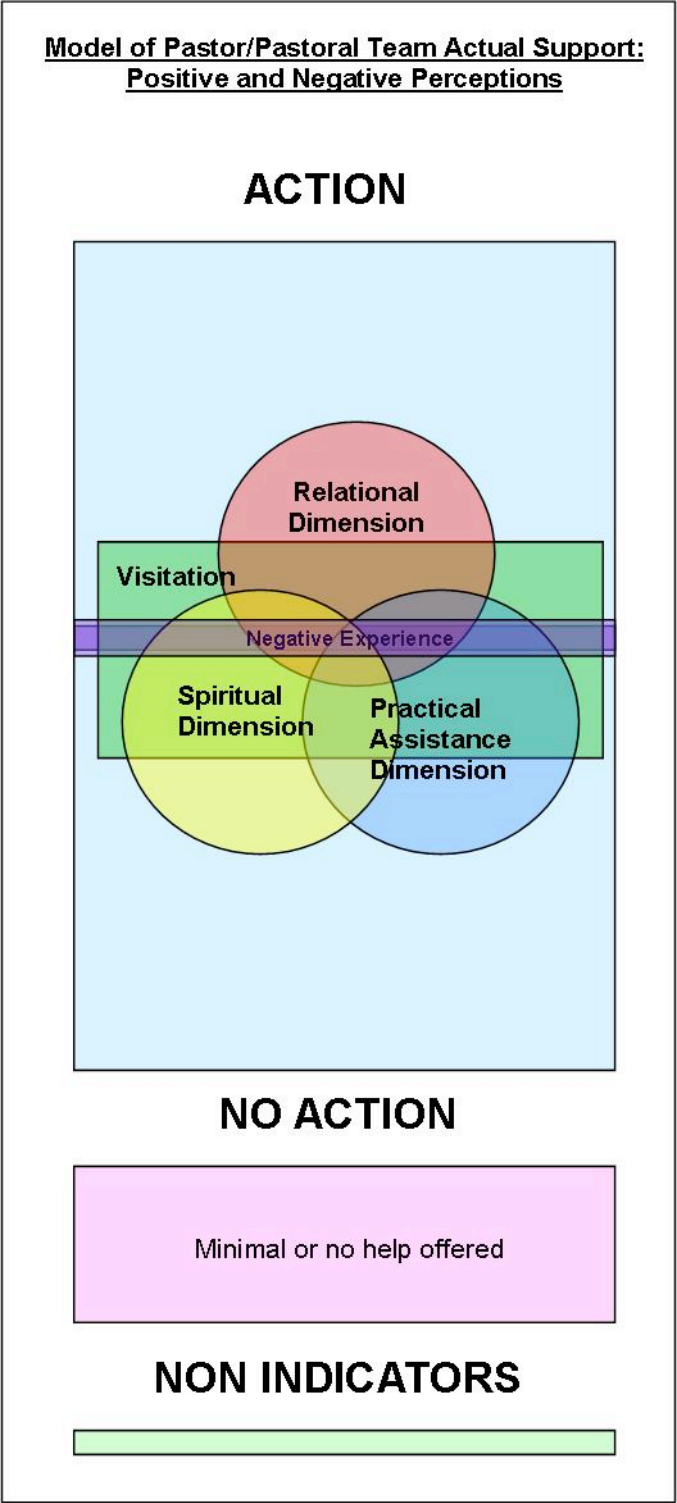 Model of Pastor/Pastoral Team Actual Support:
Positive and Negative Perceptions
ACTION
Relational
Dimension
Visitation
Negative Experience
Spiritual
Dimension
Practical
Assistance
Dimension
NO ACTION
Minimal or no help offered
NON INDICATORS